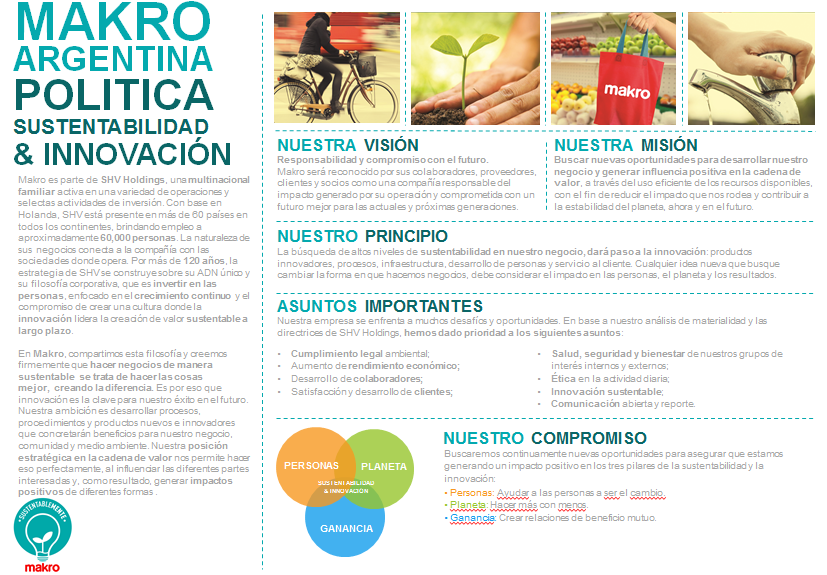 MAKRO
ARGENTINA
POLITICA
SUSTENTABILIDAD
& INNOVACIÓN
Makro es parte de SHV Holdings, una multinacional
familiar activa en una variedad de operaciones y
selectas actividades de inversión. Con base en
Holanda, SHV está presente en más de 60 países en
todos los continentes, brindando empleo a
aproximadamente 60,000 personas. La naturaleza de
sus negocios conecta a la compañía con las
sociedades donde opera. Por más de 120 años, la
estrategia de SHV se construye sobre su ADN único y
su filosofía corporativa, que es invertir en las
personas, enfocado en el crecimiento continuo y el
compromiso de crear una cultura donde la
innovación lidera la creación de valor sustentable a
largo plazo.
En Makro, compartimos esta filosofía y creemos
firmemente que hacer negocios de manera
sustentable se trata de hacer las cosas
mejor, creando la diferencia. Es por eso que
innovación es la clave para nuestro éxito en el futuro.
Nuestra ambición es desarrollar procesos,
procedimientos y productos nuevos e innovadores
que concretarán beneficios para nuestro negocio,
comunidad y medio ambiente. Nuestra posición
estratégica en la cadena de valor nos permite hacer
eso perfectamente, al influenciar las diferentes partes
interesadas y, como resultado, generar impactos
positivos de diferentes formas .
•SUSTENTABLEMENTE•
makro
makro
NUESTRA VISIÓN
Responsabilidad y compromiso con el futuro.
Makro será reconocido por sus colaboradores, proveedores,
clientes y socios como una compañía responsable del
impacto generado por su operación y comprometida con un
futuro mejor para las actuales y próximas generaciones.
NUESTRA MISIÓN
Buscar nuevas oportunidades para desarrollar nuestro
negocio y generar influencia positiva en la cadena de
valor, a través del uso eficiente de los recursos disponibles,
con el fin de reducir el impacto que nos rodea y contribuir a
la estabilidad del planeta, ahora y en el futuro.
NUESTRO PRINCIPIO
La búsqueda de altos niveles de sustentabilidad en nuestro negocio, dará paso a la innovación: productos
innovadores, procesos, infraestructura, desarrollo de personas y servicio al cliente. Cualquier idea nueva que busque
cambiar la forma en que hacemos negocios, debe considerar el impacto en las personas, el planeta y los resultados.
ASUNTOS IMPORTANTES
Nuestra empresa se enfrenta a muchos desafíos y oportunidades. En base a nuestro análisis de materialidad y las
directrices de SHV Holdings, hemos dado prioridad a los siguientes asuntos:
• Cumplimiento legal ambiental;
• Aumento de rendimiento económico;
• Desarrollo de colaboradores;
• Satisfacción y desarrollo de clientes;
• Salud, seguridad y bienestar de nuestros grupos de
interés internos y externos;
• Ética en la actividad diaria;
• Innovación sustentable;
• Comunicación abierta y reporte.
PERSONAS
PLANETA
SUSTENTABILIDAD
& INNOVACIÓN
GANANCIA
NUESTRO COMPROMISO
Buscaremos continuamente nuevas oportunidades para asegurar que estamos
generando un impacto positivo en los tres pilares de la sustentabilidad y la
innovación:
• Personas: Ayudar a las personas a ser el cambio.
• Planeta: Hacer más con menos.
• Ganancia: Crear relaciones de beneficio mutuo.